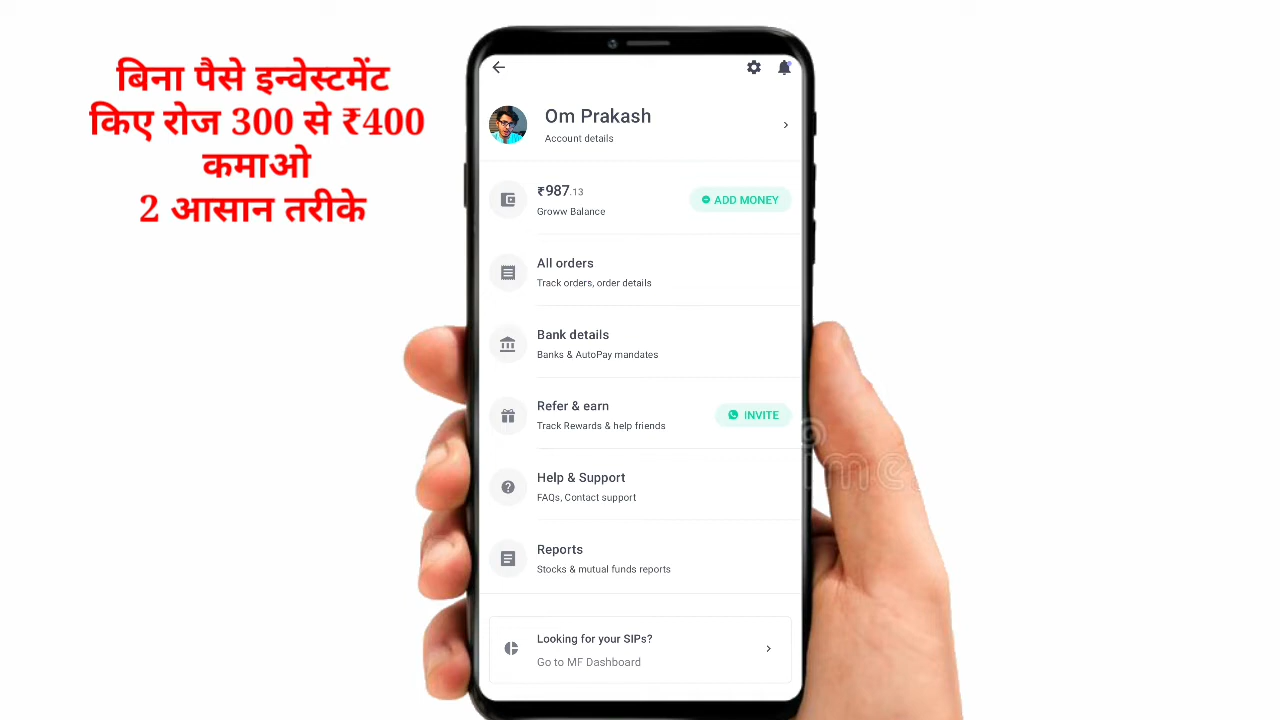 बिना पैसे इन्वेस्टमेंट
किए रोज 300 से ₹400
कमाओ
2 आसान तरीके
Om Prakash
Account details
₹987.13
Groww Balance
ADD MONEY
All orders
Track orders, order details
Bank details
Banks & AutoPay mandates
Refer & earn
Track Rewards & help friends
INVITE
Help & Support
FAQs, Contact support
Reports
Stocks & mutual funds reports
Looking for your SIPs?
Go to MF Dashboard